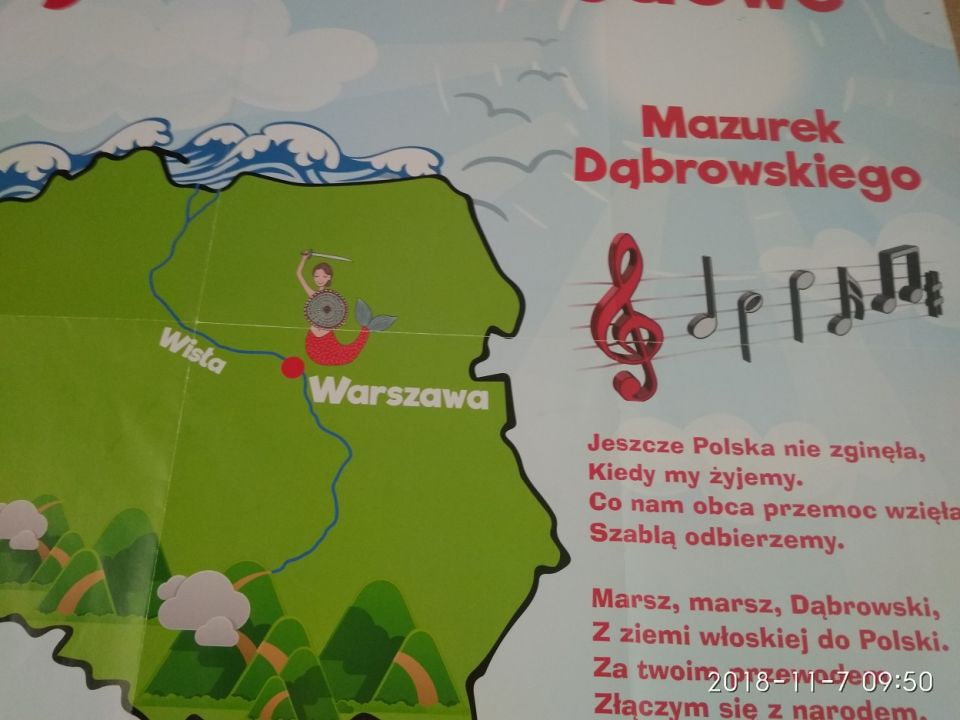 Mazurek
Dąbrowskiego
Wisła
Warszawa
Jeszcze Polska nie zginęła,
Kiedy my żyjemy.
Co nam obca przemoc wzięła
Szablą odbierzemy.
Marsz, marsz, Dąbrowski,
Z ziemi włoskiej do Polski.
Za twoim przewodem
Złączym się z narodem.
2018-11-7 09:50